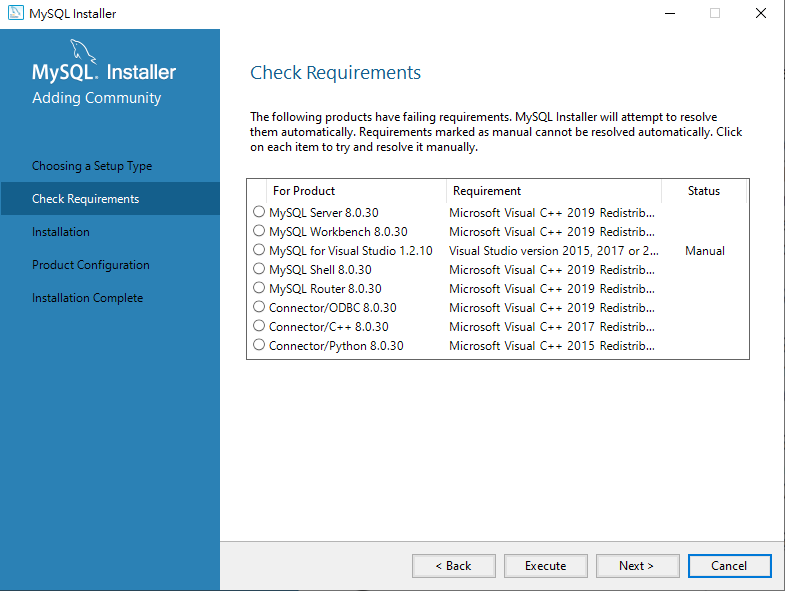 MySQL Installer
MySQL. Installer
Adding Community
Choosing a Setup Type
Check Requirements
Installation
Product Configuration
Installation Complete
Check Requirements
The following products have failing requirements. MySQL Installer will attempt to resolve
them automatically. Requirements marked as manual cannot be resolved automatically. Click
on each item to try and resolve it manually.
For Product Requirement Status
MySQL Server 8.0.30 Microsoft Visual C++ 2019 Redistrib...
MySQL Workbench 8.0.30 Microsoft Visual C++ 2019 Redistrib...
MySQL for Visual Studio 1.2.10 Visual Studio version 2015, 2017 or 2... Manual
MySQL Shell 8.0.30 Microsoft Visual C++ 2019 Redistrib...
MySQL Router 8.0.30 Microsoft Visual C++ 2019 Redistrib...
Connector/ODBC 8.0.30 Microsoft Visual C++ 2019 Redistrib...
Connector/C++ 8.0.30 Microsoft Visual C++ 2017 Redistrib...
Connector/Python 8.0.30 Microsoft Visual C++ 2015 Redistrib...
< Back Execute Next > Cancel